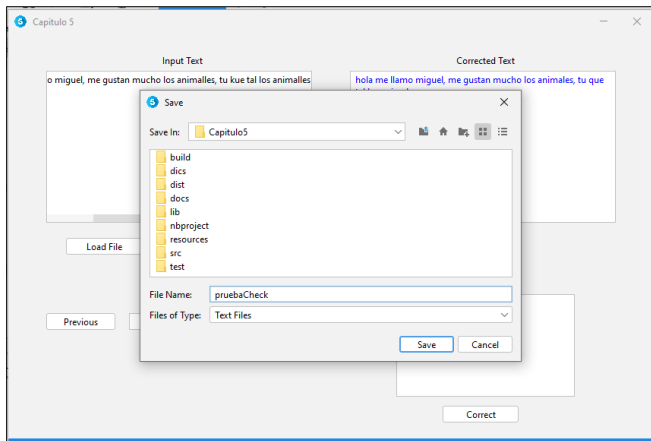 Capitulo 5
Input Text
Corrected Text
o miguel, me gustan mucho los animalles, tu kue tal los animalles
hola me llamo miguel, me gustan mucho los animales, tu que
Save
Save In:
Capitulo5
build
dics
dist
docs
lib
nbproject
resources
src
test
Load File
File Name:
pruebaCheck
Files of Type:
Text Files
Previous
Save
Cancel
Correct